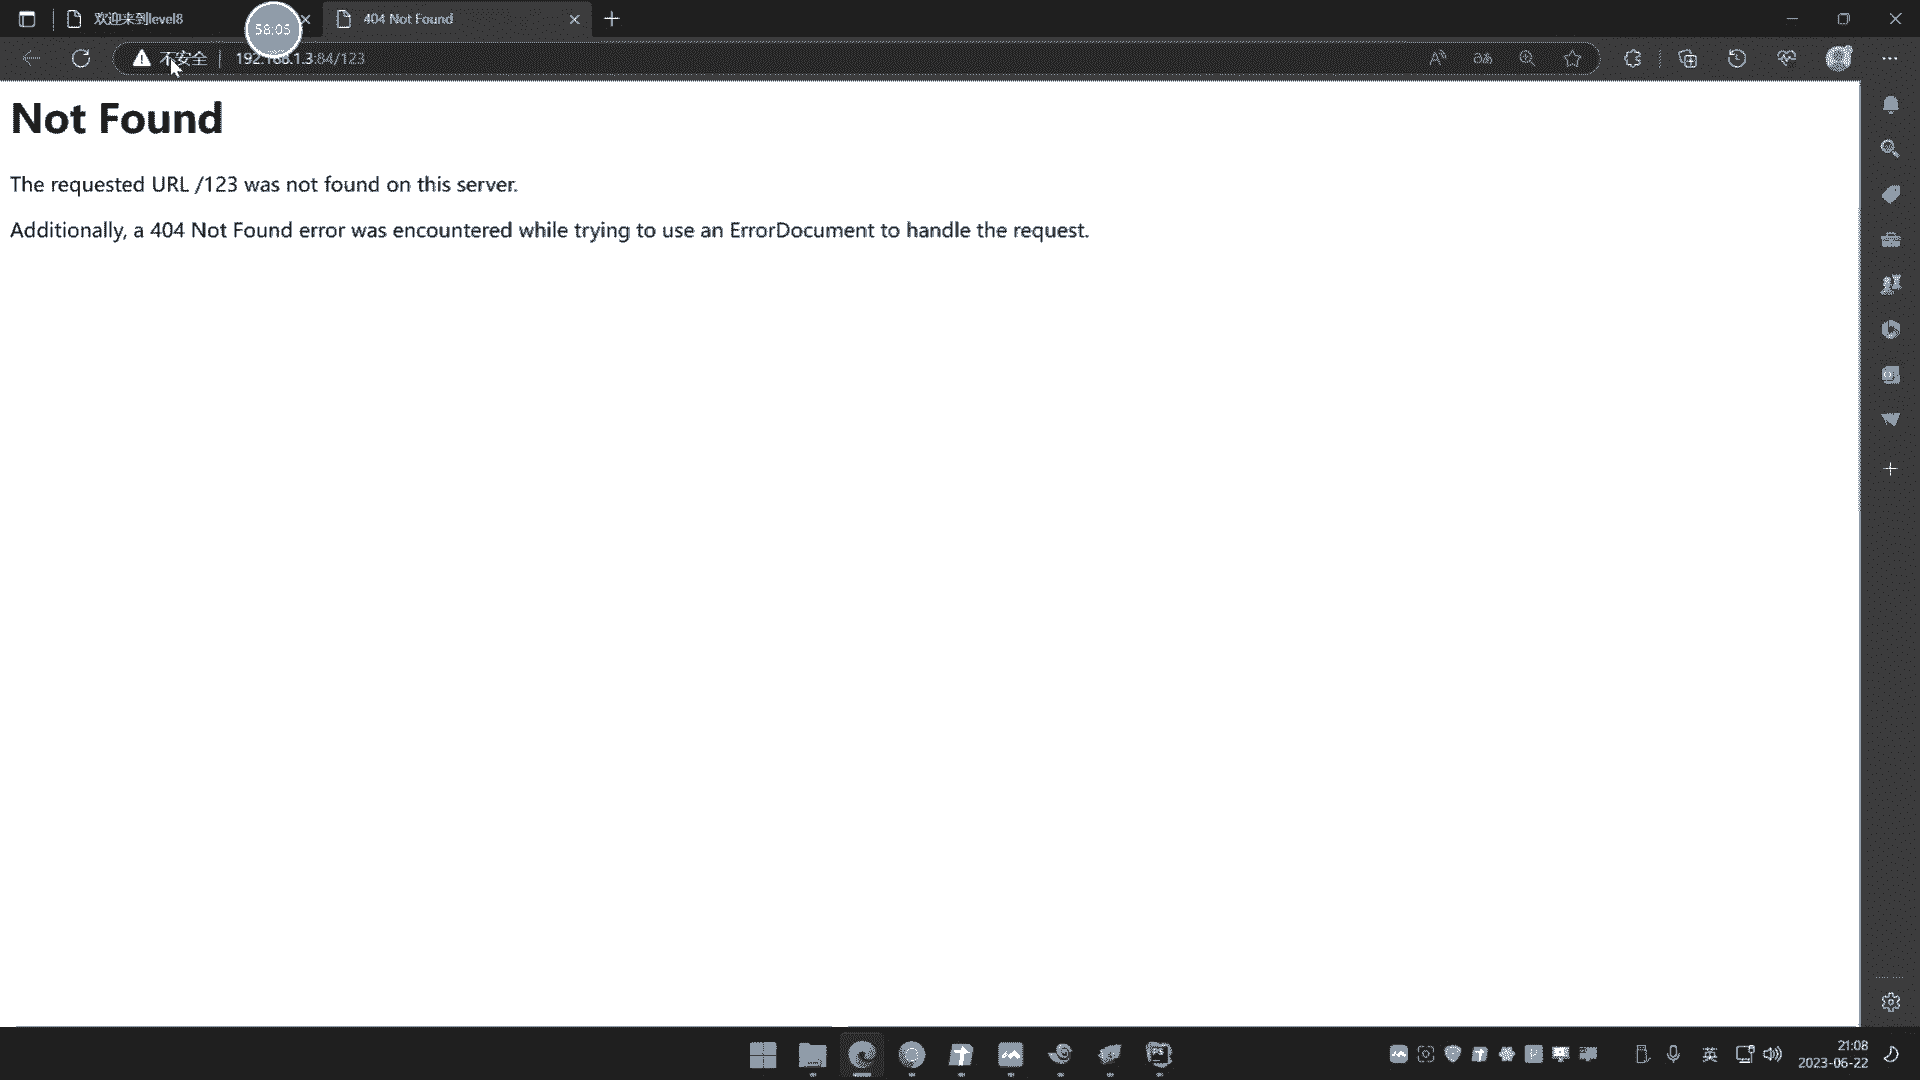 欢迎来到level8
58:05
404 Not Found
不安全
192.168.1.3:84/123
Not Found
The requested URL /123 was not found on this server.
Additionally, a 404 Not Found error was encountered while trying to use an ErrorDocument to handle the request.
英
21:08
2023-06-22